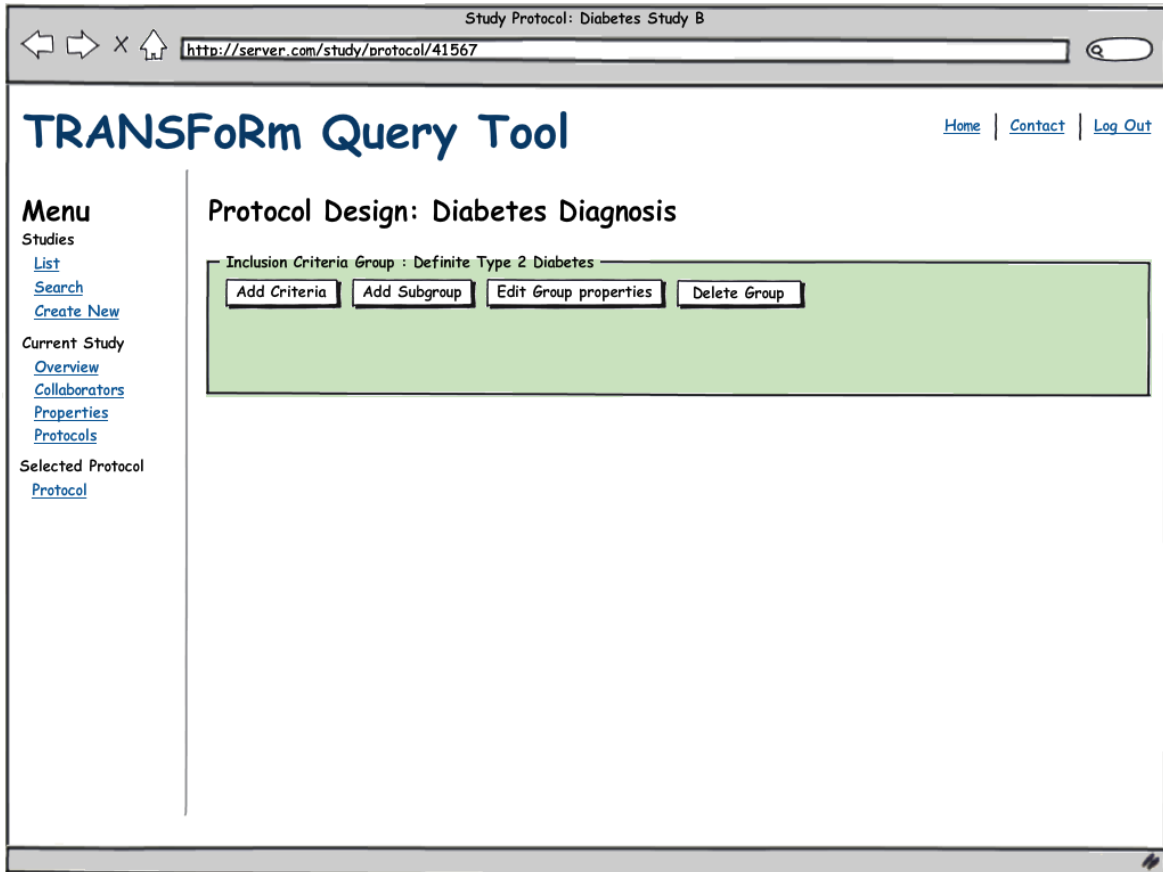 Study Protocol: Diabetes Study B
http://server.com/study/protocol/41567
TRANSFoRm Query Tool
Home | Contact | Log Out
Menu
Studies
List
Search
Create New
Current Study
Overview
Collaborators
Properties
Protocols
Selected Protocol
Protocol
Protocol Design: Diabetes Diagnosis
Inclusion Criteria Group : Definite Type 2 Diabetes
Add Criteria Add Subgroup Edit Group properties Delete Group